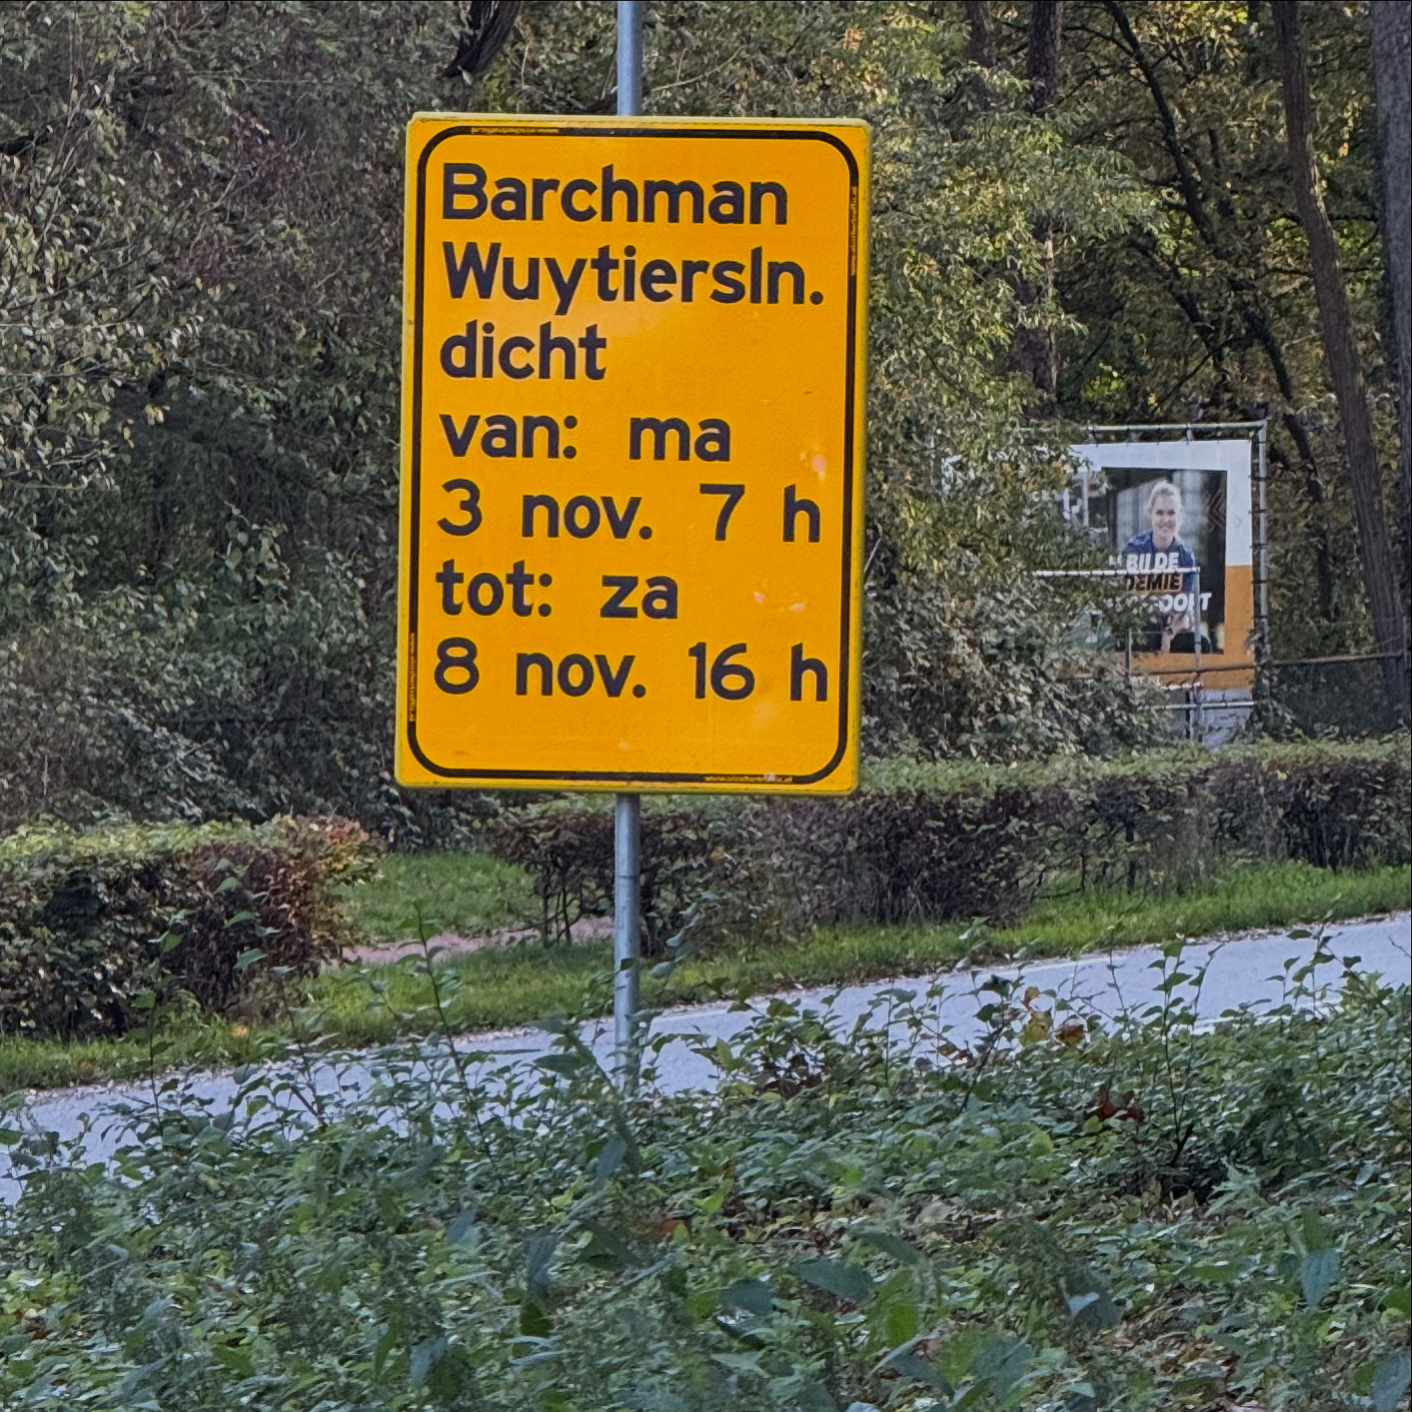 Barchman
Wuytiersln.
dicht
van: ma
3 nov. 7 h
tot: za
8 nov. 16 h